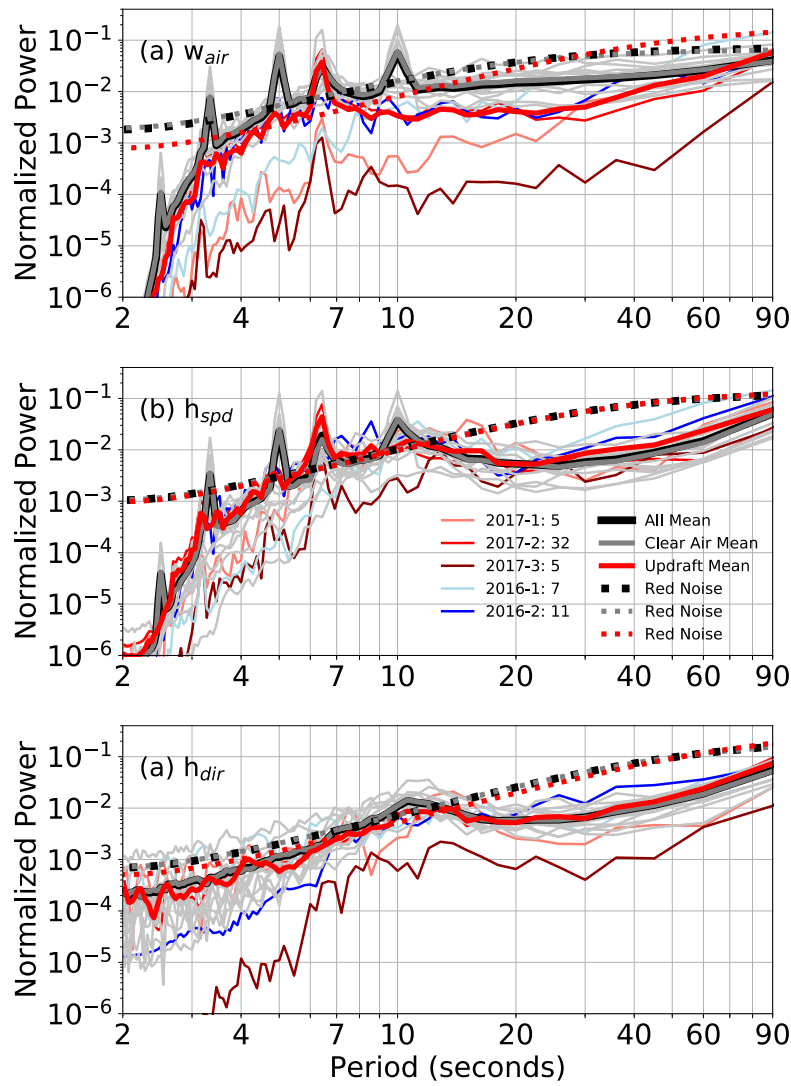 (a) w_air
Normalized Power
10^-1
10^-2
10^-3
10^-4
10^-5
10^-6
2 4 7 10 20 40 60 90
(b) h_spd
Normalized Power
10^-1
10^-2
10^-3
10^-4
10^-5
10^-6
2017-1: 5
2017-2: 32
2017-3: 5
2016-1: 7
2016-2: 11
All Mean
Clear Air Mean
Updraft Mean
Red Noise
Red Noise
Red Noise
2 4 7 10 20 40 60 90
(a) h_dir
Normalized Power
10^-1
10^-2
10^-3
10^-4
10^-5
10^-6
2 4 7 10 20 40 60 90
Period (seconds)